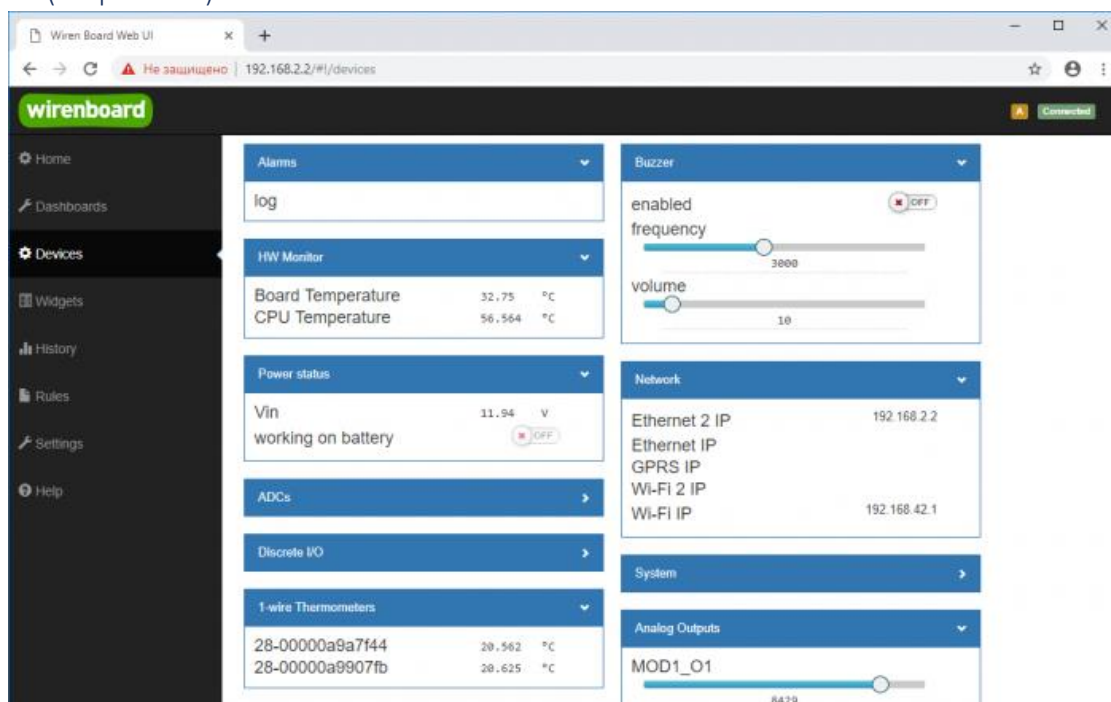 Wiren Board Web UI
Не защищено | 192.168.2.2/#!/devices
wirenboard
A Connected
Home
Dashboards
Devices
Widgets
History
Rules
Settings
Help
Alarms
log
HW Monitor
Board Temperature 32.75 °C
CPU Temperature 56.564 °C
Power status
Vin 11.94 V
working on battery OFF
ADCs
Discrete I/O
1-wire Thermometers
28-00000a9a7f44 20.562 °C
28-00000a9907fb 20.625 °C
Buzzer
enabled OFF
frequency
3000
volume
10
Network
Ethernet 2 IP 192.168.2.2
Ethernet IP
GPRS IP
Wi-Fi 2 IP
Wi-Fi IP 192.168.42.1
System
Analog Outputs
MOD1_O1
8429